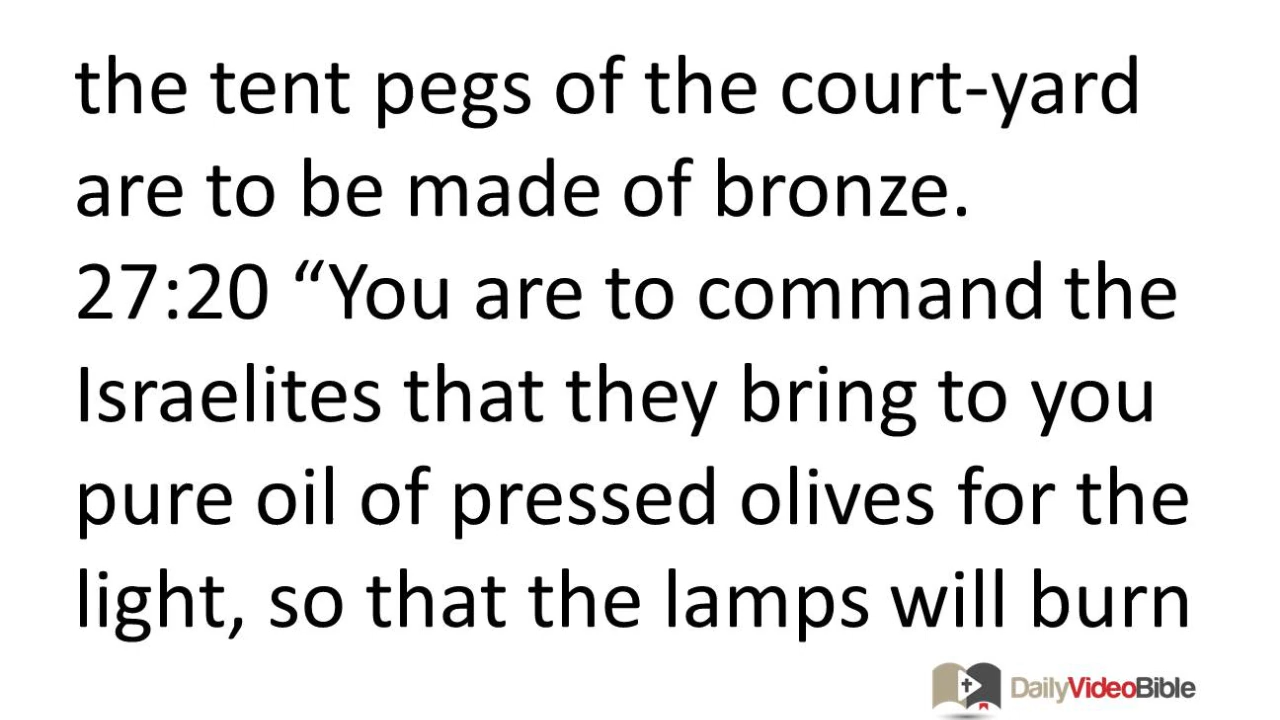 the tent pegs of the court-yard
are to be made of bronze.
27:20 “You are to command the
Israelites that they bring to you
pure oil of pressed olives for the
light, so that the lamps will burn
DailyVideoBible